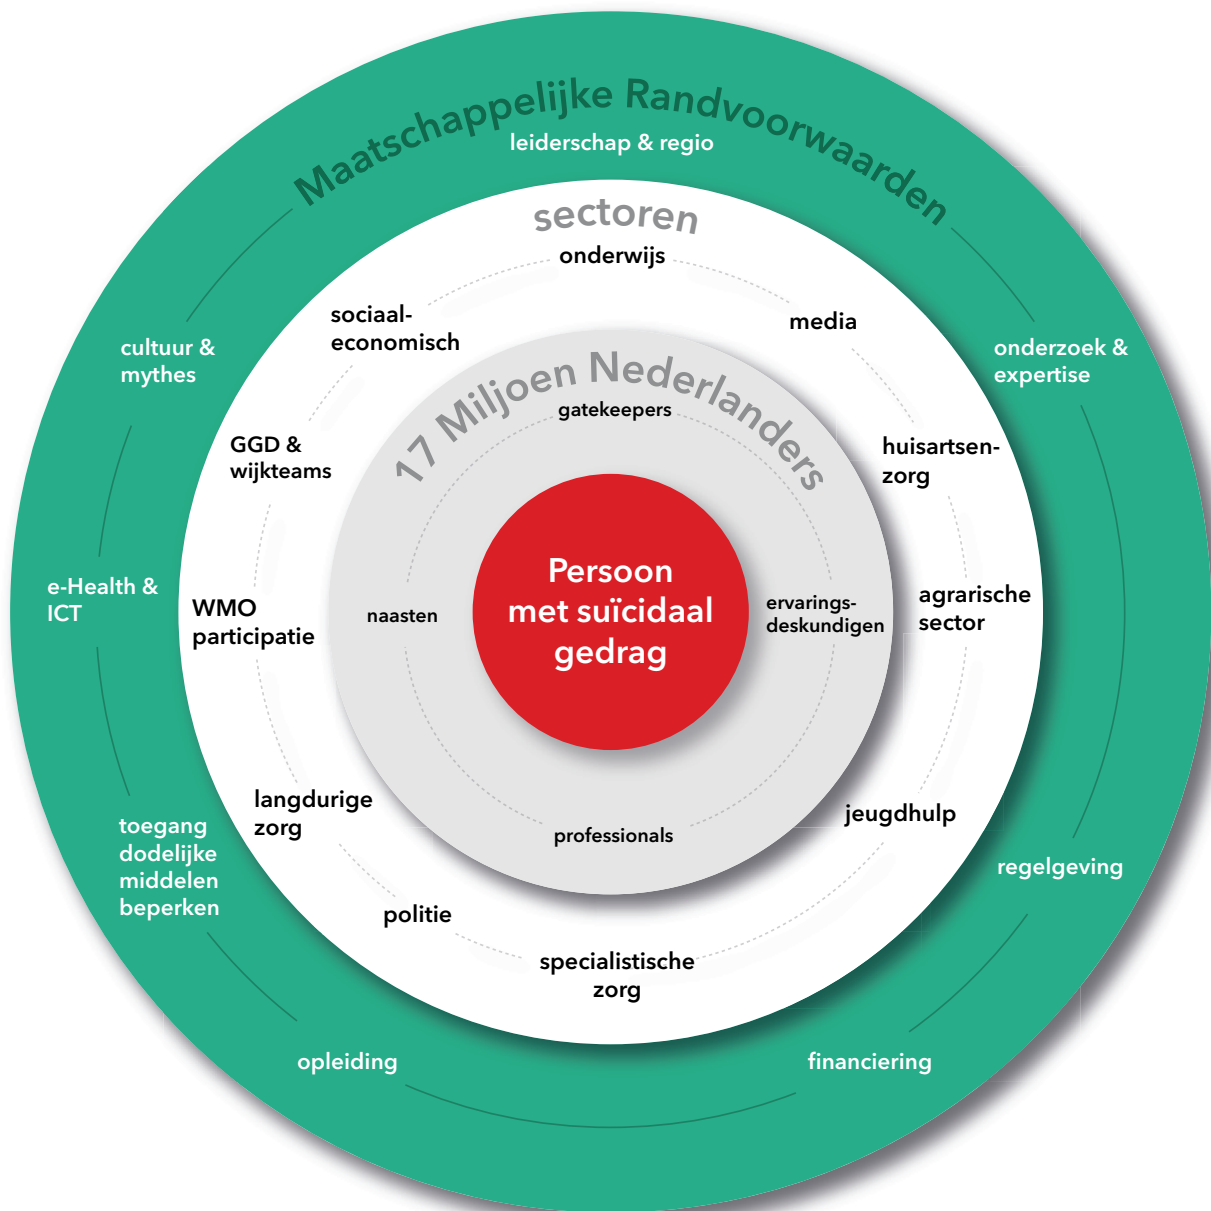 Maatschappelijke Randvoorwaarden
leiderschap & regio
sectoren
onderwijs
sociaal-
economisch
media
cultuur &
mythes
onderzoek &
expertise
17 Miljoen Nederlanders
gatekeepers
GGD &
wijkteams
huisartsen-
zorg
Persoon
met suïcidaal
gedrag
e-Health &
ICT
WMO
participatie
naasten
ervarings-
deskundigen
agrarische
sector
langdurige
zorg
jeugdhulp
professionals
toegang
dodelijke
middelen
beperken
regelgeving
politie
specialistische
zorg
opleiding
financiering